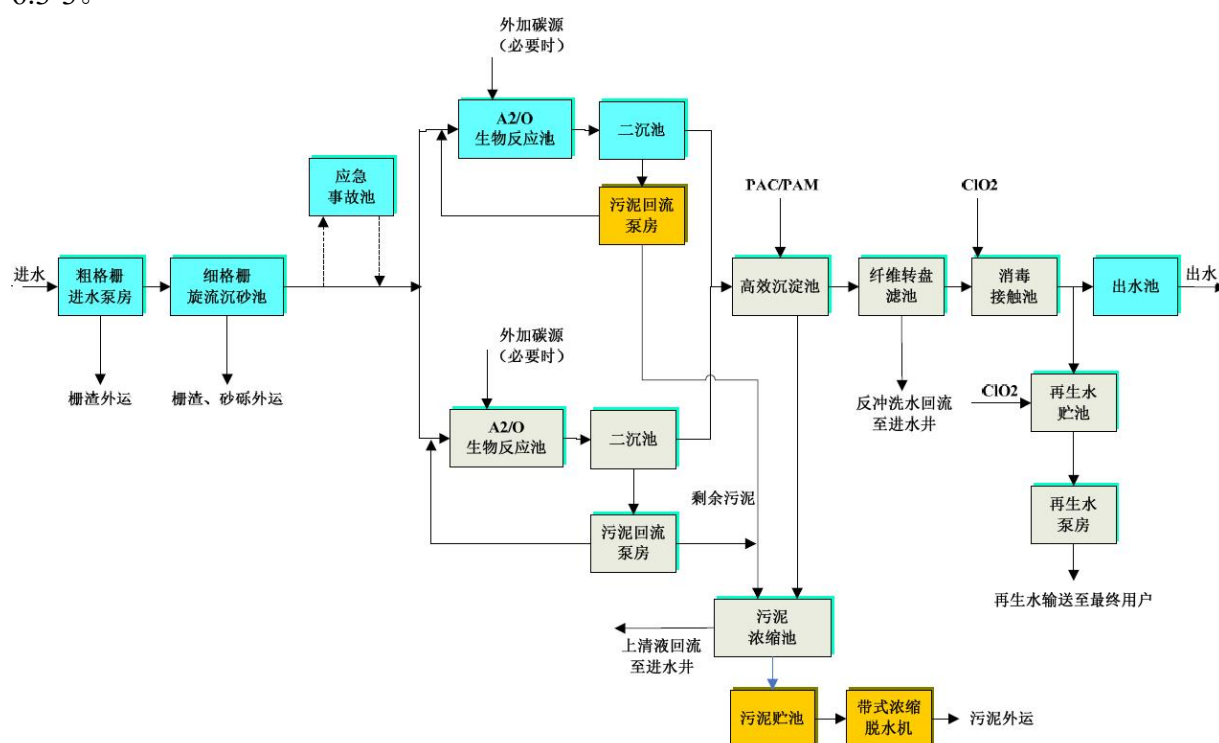 6.3-3。
外加碳源
（必要时）
A2/O
生物反应池
二沉池
应急
事故池
污泥回流
泵房
PAC/PAM
ClO2
进水
粗格栅
进水泵房
细格栅
旋流沉砂池
高效沉淀池
纤维转盘
滤池
消毒
接触池
出水池
出水
外加碳源
（必要时）
栅渣外运
栅渣、砂砾外运
反冲洗水回流
至进水井
ClO2
再生水
贮池
A2/O
生物反应池
二沉池
剩余污泥
污泥回流
泵房
再生水
泵房
再生水输送至最终用户
污泥
浓缩池
上清液回流
至进水井
污泥贮池
带式浓缩
脱水机
污泥外运